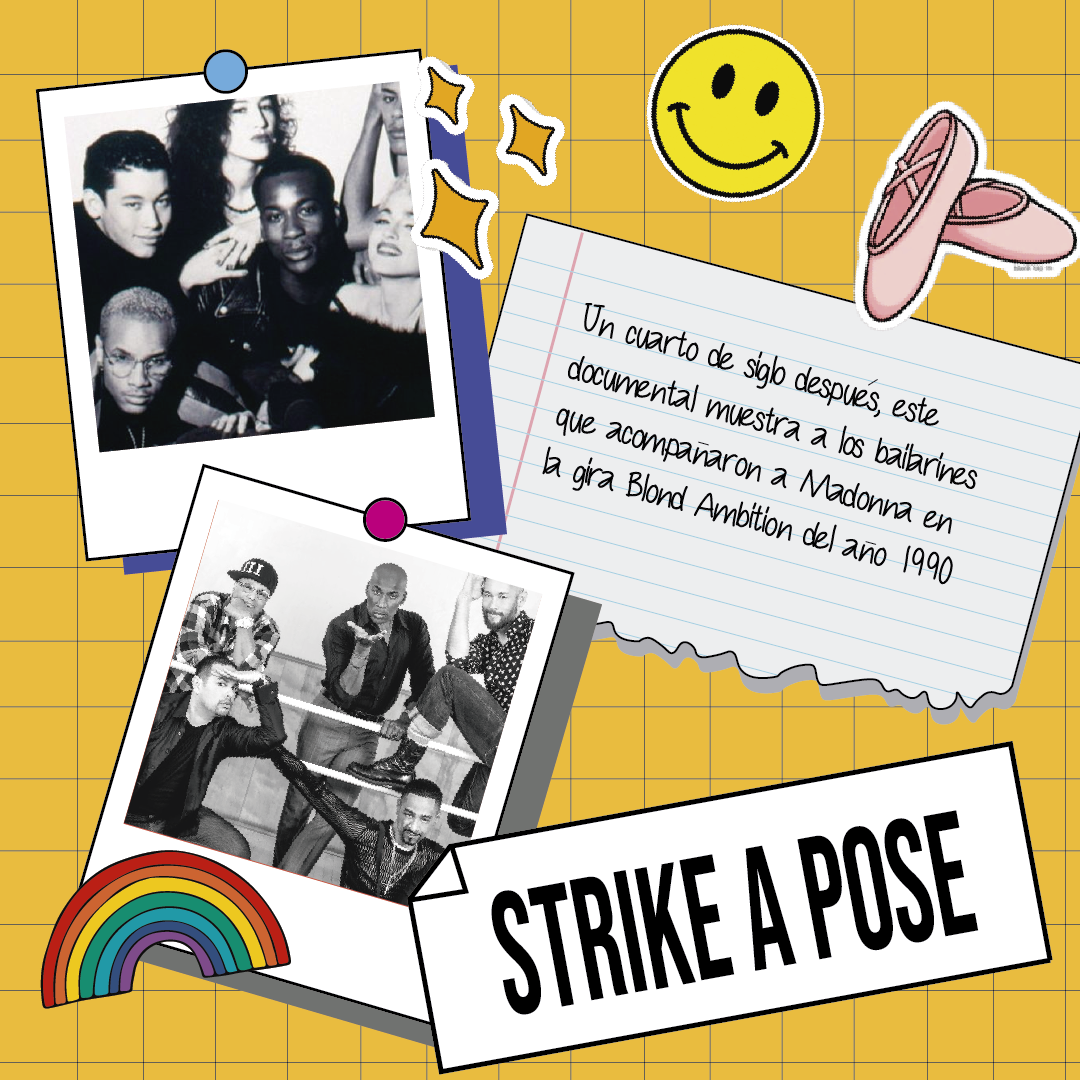 Un cuarto de siglo después, este
documental muestra a los bailarines
que acompañaron a Madonna en
la gira Blond Ambition del año 1990
STRIKE A POSE